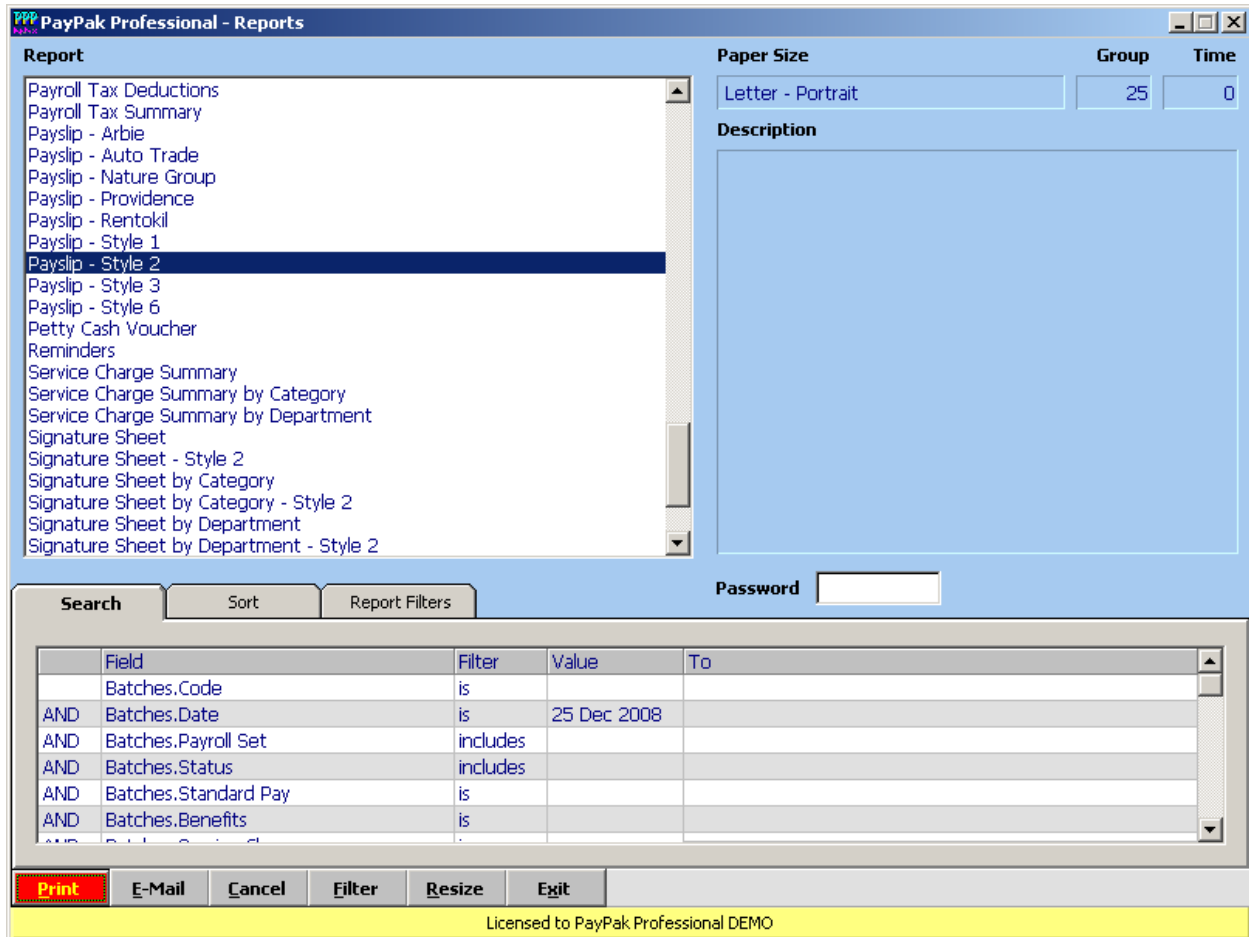 PayPak Professional - Reports
Report
Paper Size Group Time
Letter - Portrait 25 0
Description
Payroll Tax Deductions
Payroll Tax Summary
Payslip - Arbie
Payslip - Auto Trade
Payslip - Nature Group
Payslip - Providence
Payslip - Rentokil
Payslip - Style 1
Payslip - Style 2
Payslip - Style 3
Payslip - Style 6
Petty Cash Voucher
Reminders
Service Charge Summary
Service Charge Summary by Category
Service Charge Summary by Department
Signature Sheet
Signature Sheet - Style 2
Signature Sheet by Category
Signature Sheet by Category - Style 2
Signature Sheet by Department
Signature Sheet by Department - Style 2
Password
Search Sort Report Filters
Field Filter Value To
Batches.Code is
AND Batches.Date is 25 Dec 2008
AND Batches.Payroll Set includes
AND Batches.Status includes
AND Batches.Standard Pay is
AND Batches.Benefits is
Print E-Mail Cancel Filter Resize Exit
Licensed to PayPak Professional DEMO